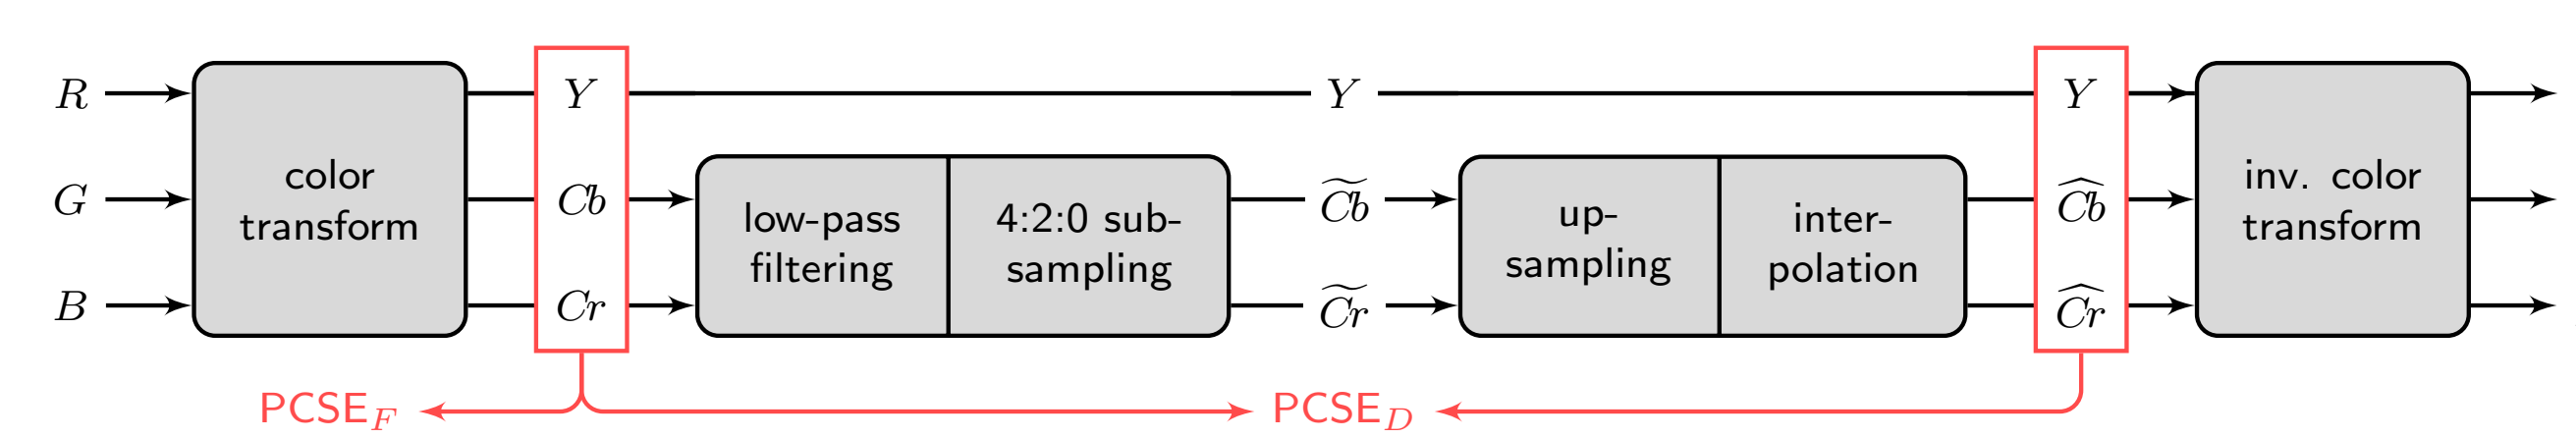 R
G
B
color
transform
Y
Cb
Cr
low-pass
filtering
4:2:0 sub-
sampling
Y
C͠b
C͠r
up-
sampling
inter-
polation
Y
Ĉb
Ĉr
inv. color
transform
PCSE_F
PCSE_D